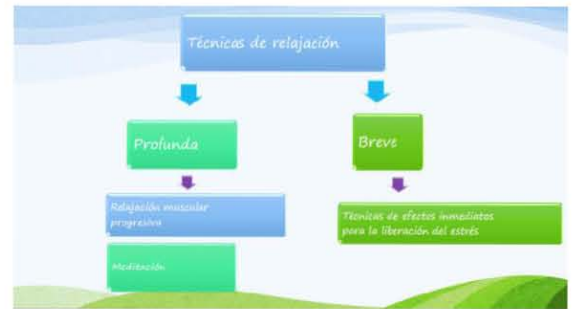 Técnicas de relajación
Profunda
Breve
Relajación muscular
progresiva
Técnicas de efectos inmediatos
para la liberación del estrés
Meditación